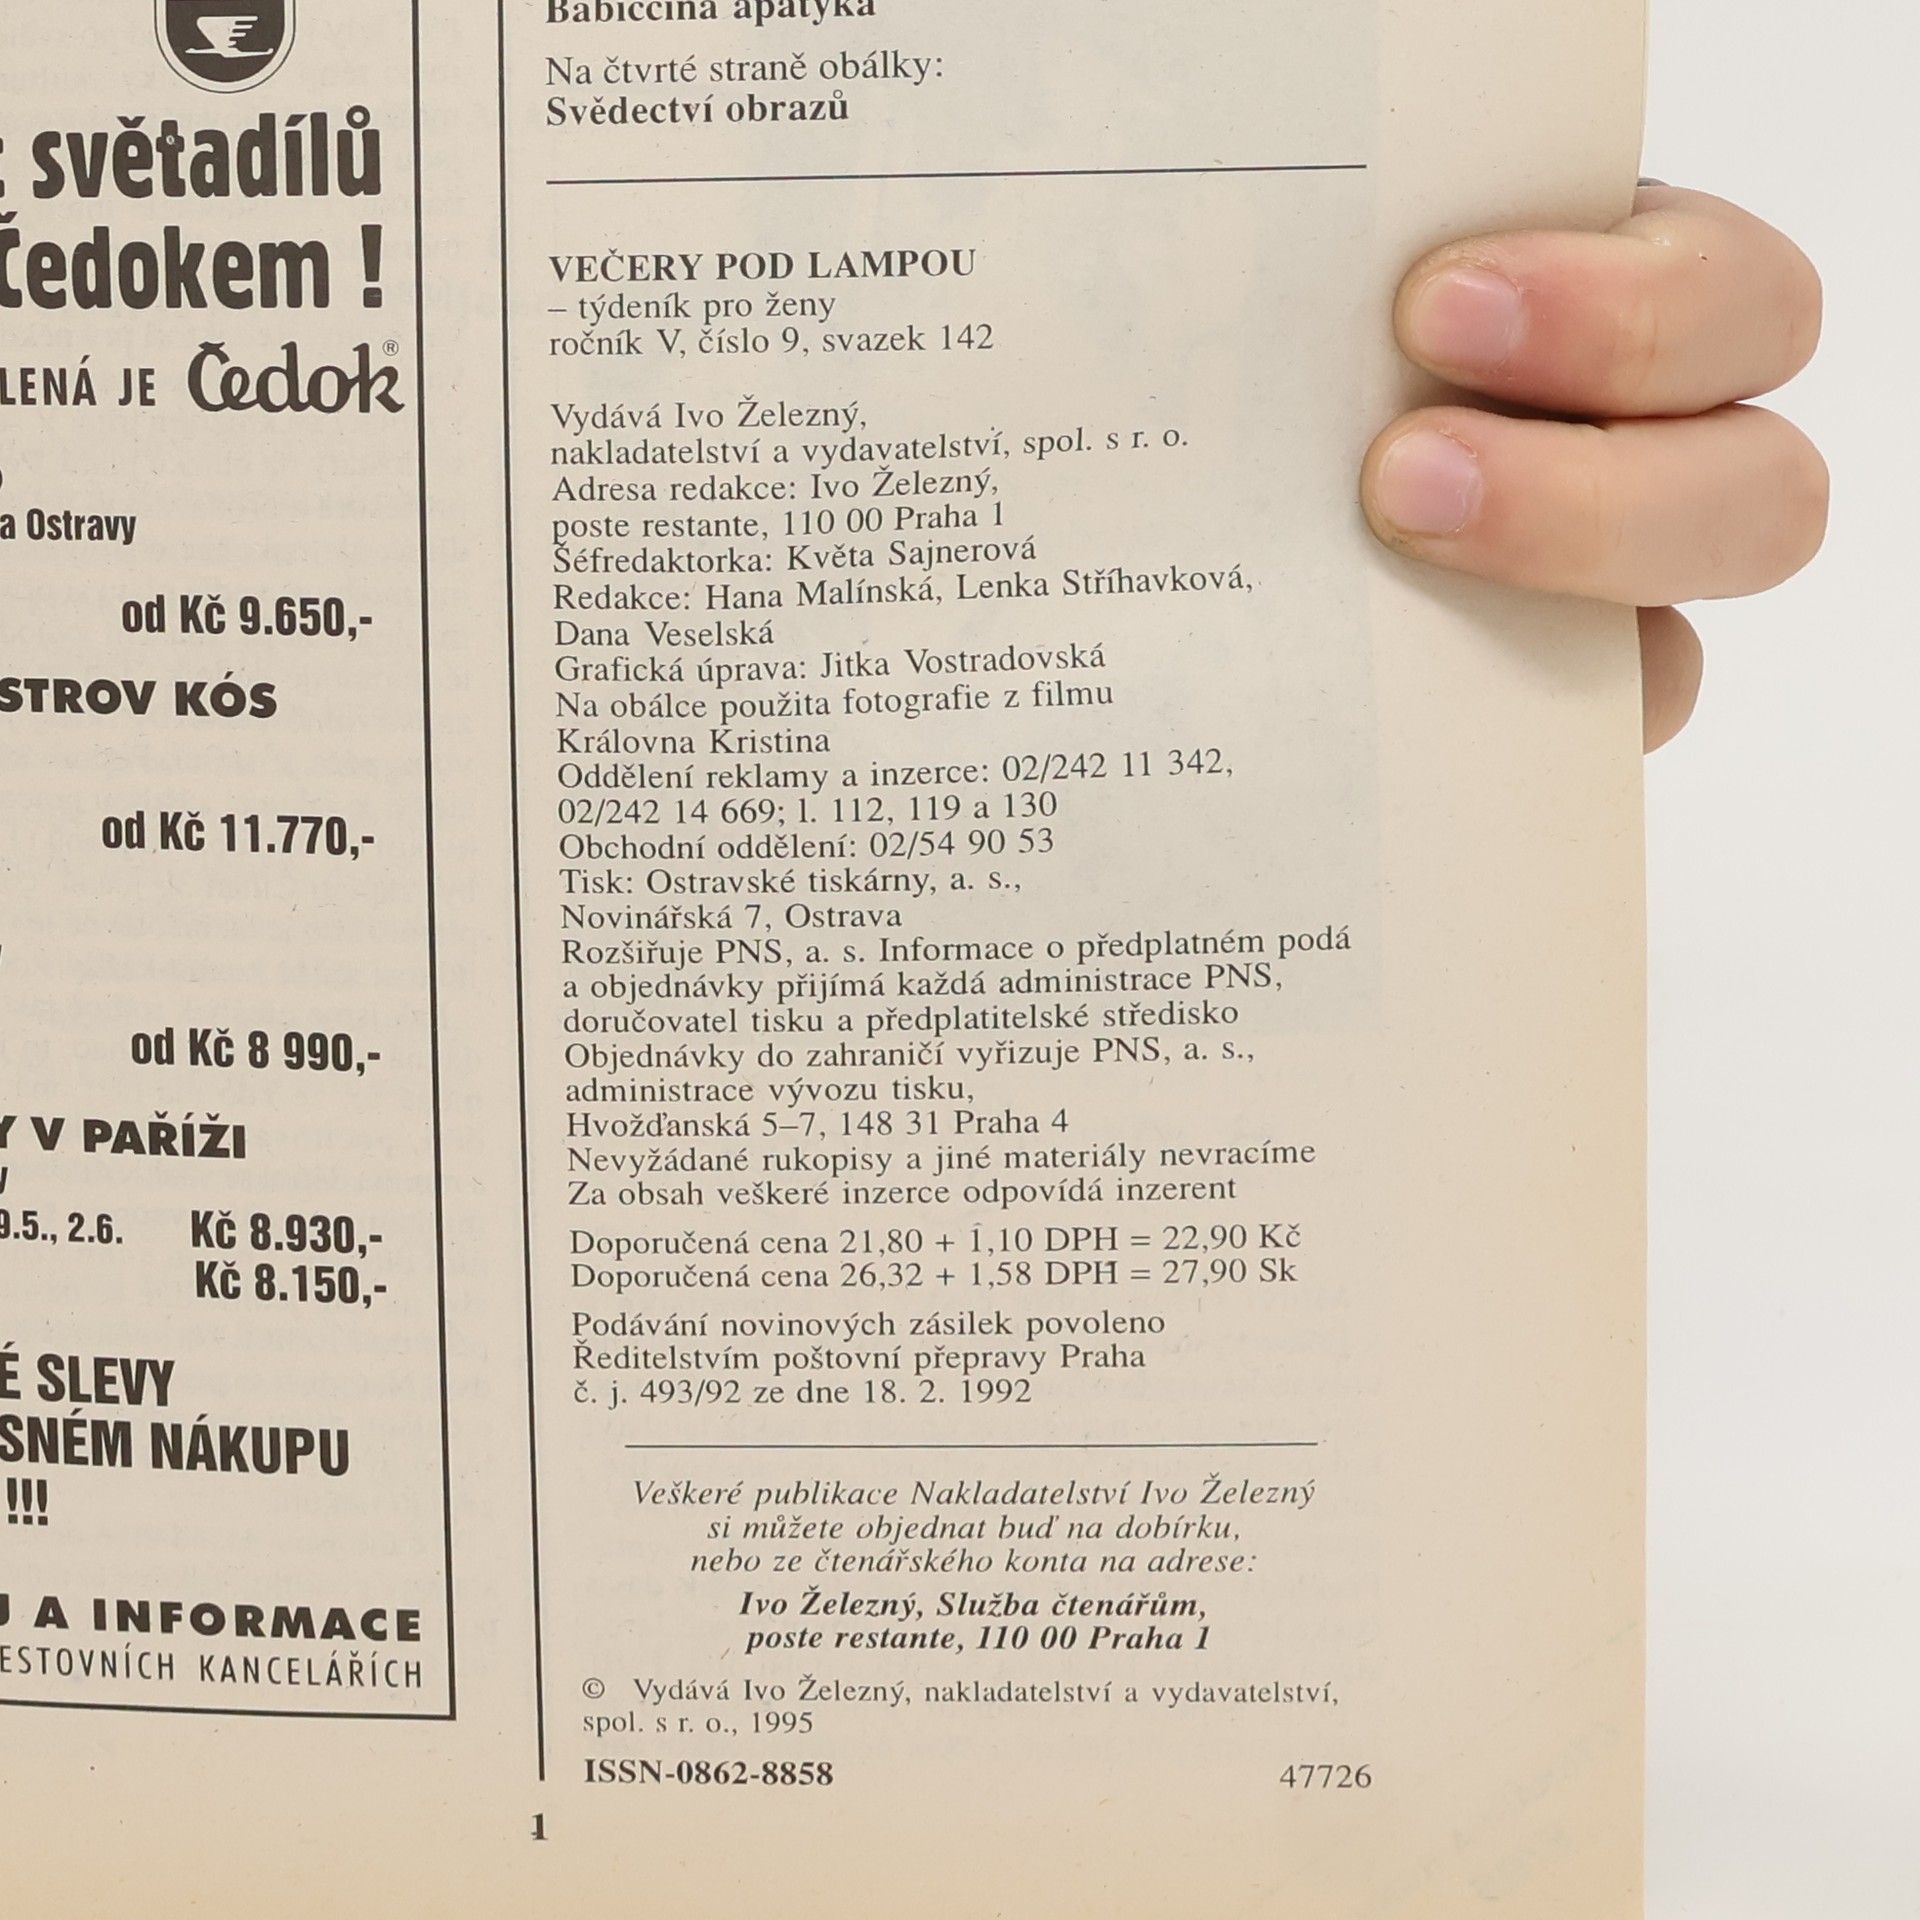 světadílů
Čedokem !
LENÁ JE Čedok®
a Ostravy
od Kč 9.650,-
STROV KÓS
od Kč 11.770,-
od Kč 8 990,-
V PAŘÍŽI
9.5., 2.6. Kč 8.930,-
Kč 8.150,-
É SLEVY
SNÉM NÁKUPU
!!!
A INFORMACE
ESTOVNÍCH KANCELÁŘÍCH
Babiččina apatyka
Na čtvrté straně obálky:
Svědectví obrazů
VEČERY POD LAMPOU
– týdeník pro ženy
ročník V, číslo 9, svazek 142
Vydává Ivo Železný,
nakladatelství a vydavatelství, spol. s r. o.
Adresa redakce: Ivo Železný,
poste restante, 110 00 Praha 1
Šéfredaktorka: Květa Sajnerová
Redakce: Hana Malínská, Lenka Stříhavková,
Dana Veselská
Grafická úprava: Jitka Vostradovská
Na obálce použita fotografie z filmu
Královna Kristina
Oddělení reklamy a inzerce: 02/242 11 342,
02/242 14 669; l. 112, 119 a 130
Obchodní oddělení: 02/54 90 53
Tisk: Ostravské tiskárny, a. s.,
Novinářská 7, Ostrava
Rozšiřuje PNS, a. s. Informace o předplatném podá
a objednávky přijímá každá administrace PNS,
doručovatel tisku a předplatitelské středisko
Objednávky do zahraničí vyřizuje PNS, a. s.,
administrace vývozu tisku,
Hvožďanská 5–7, 148 31 Praha 4
Nevyžádané rukopisy a jiné materiály nevracíme
Za obsah veškeré inzerce odpovídá inzerent
Doporučená cena 21,80 + 1,10 DPH = 22,90 Kč
Doporučená cena 26,32 + 1,58 DPH = 27,90 Sk
Podávání novinových zásilek povoleno
Ředitelstvím poštovní přepravy Praha
č. j. 493/92 ze dne 18. 2. 1992
Veškeré publikace Nakladatelství Ivo Železný
si můžete objednat buď na dobírku,
nebo ze čtenářského konta na adrese:
Ivo Železný, Služba čtenářům,
poste restante, 110 00 Praha 1
© Vydává Ivo Železný, nakladatelství a vydavatelství,
spol. s r. o., 1995
ISSN-0862-8858 47726
1